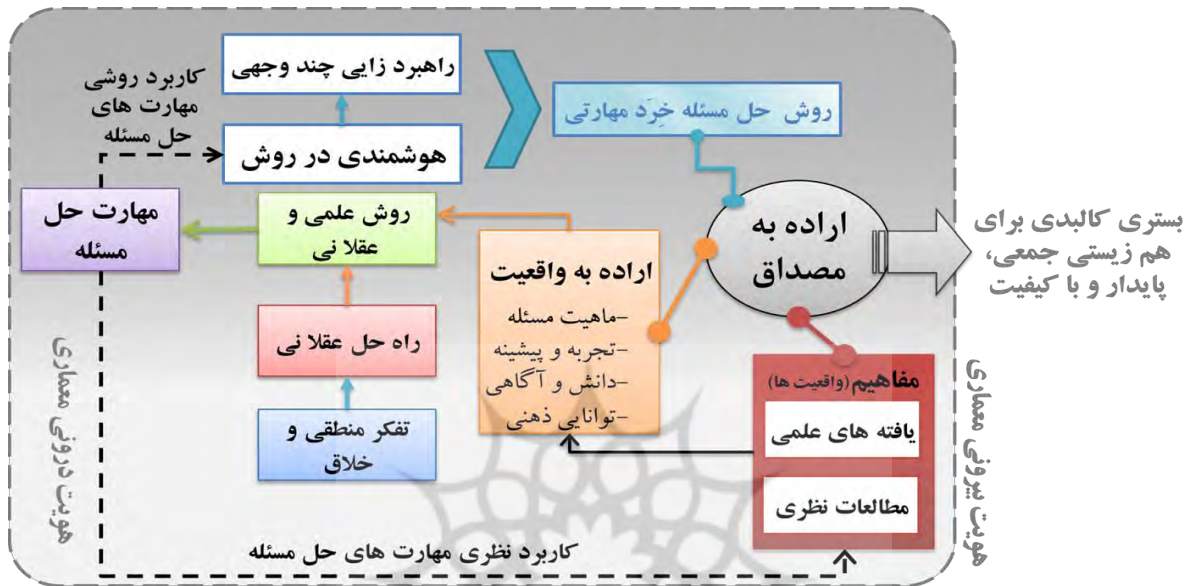 راهبرد زایی چند وجهی
کاربرد روشی
مهارت های
حل مسئله
هوشمندی در روش
روش حل مسئله خِرَد مهارتی
مهارت حل
مسئله
روش علمی و
عقلا نی
راه حل عقلا نی
تفکر منطقی و
خلاق
اراده به واقعیت
-ماهیت مسئله
-تجربه و پیشینه
-دانش و آگاهی
-توانایی ذهنی
اراده به
مصداق
بستری کالبدی برای
هم زیستی جمعی،
پایدار و با کیفیت
مفاهیم(واقعیت ها)
یافته های علمی
مطالعات نظری
هویت درونی معماری
هویت بیرونی معماری
کاربرد نظری مهارت های حل مسئله